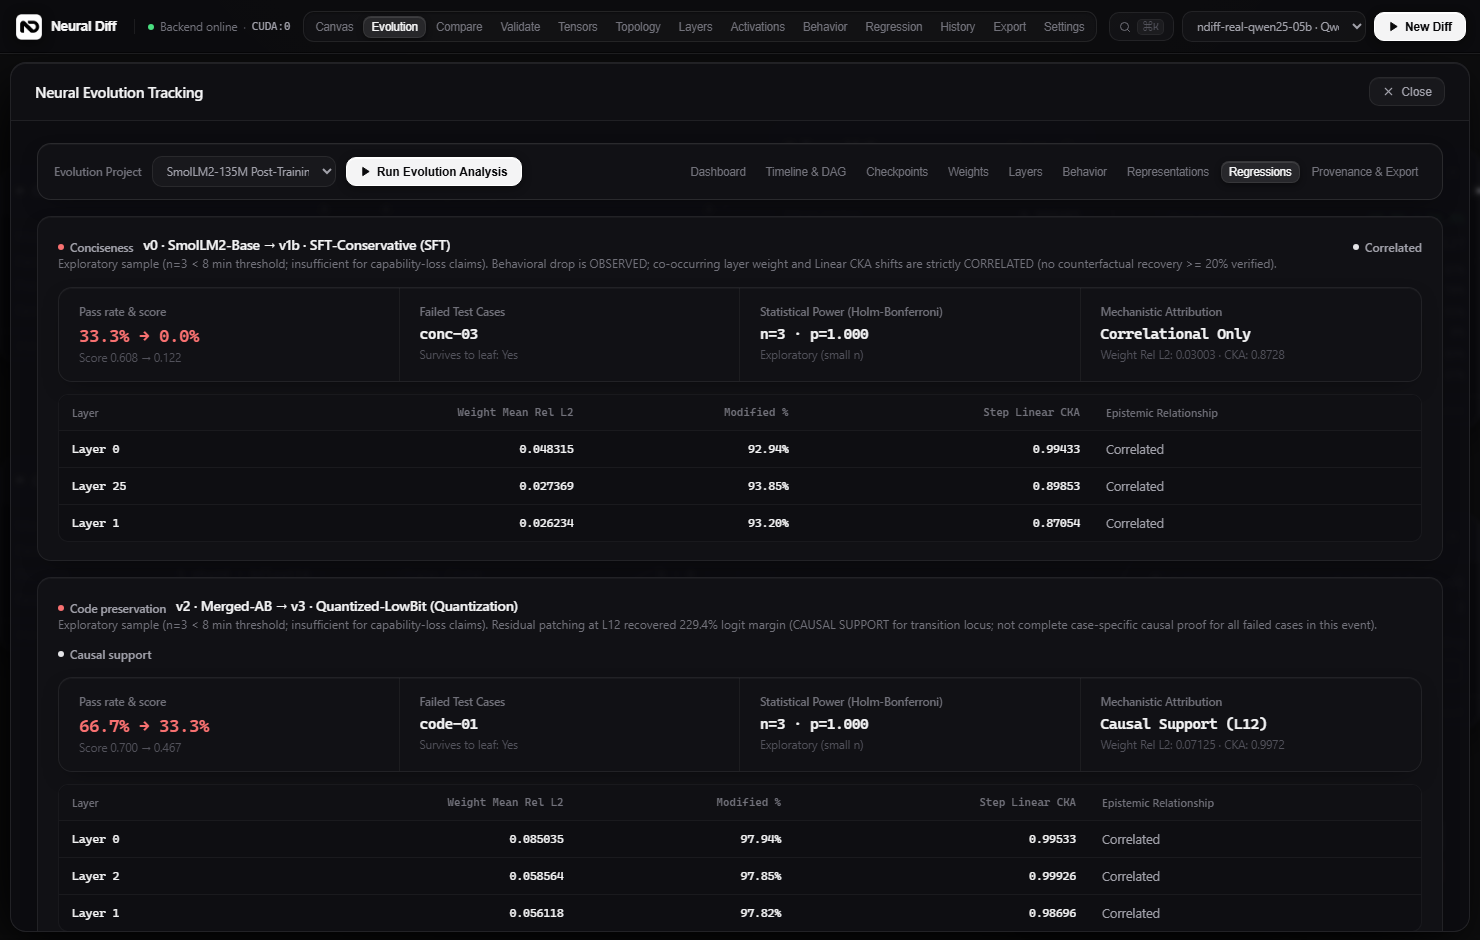 Neural Diff
Backend online · CUDA:0
Canvas Evolution Compare Validate Tensors Topology Layers Activations Behavior Regression History Export Settings
⌘K
ndiff-real-qwen25-05b · Qw
New Diff
Neural Evolution Tracking
Close
Evolution Project
SmolLM2-135M Post-Trainin
Run Evolution Analysis
Dashboard Timeline & DAG Checkpoints Weights Layers Behavior Representations Regressions Provenance & Export
Conciseness v0 · SmolLM2-Base → v1b · SFT-Conservative (SFT)
Correlated
Exploratory sample (n=3 < 8 min threshold; insufficient for capability-loss claims). Behavioral drop is OBSERVED; co-occurring layer weight and Linear CKA shifts are strictly CORRELATED (no counterfactual recovery >= 20% verified).
Pass rate & score
33.3% → 0.0%
Score 0.608 → 0.122
Failed Test Cases
conc-03
Survives to leaf: Yes
Statistical Power (Holm-Bonferroni)
n=3 · p=1.000
Exploratory (small n)
Mechanistic Attribution
Correlational Only
Weight Rel L2: 0.03003 · CKA: 0.8728
Layer Weight Mean Rel L2 Modified % Step Linear CKA Epistemic Relationship
Layer 0 0.048315 92.94% 0.99433 Correlated
Layer 25 0.027369 93.85% 0.89853 Correlated
Layer 1 0.026234 93.20% 0.87054 Correlated
Code preservation v2 · Merged-AB → v3 · Quantized-LowBit (Quantization)
Exploratory sample (n=3 < 8 min threshold; insufficient for capability-loss claims). Residual patching at L12 recovered 229.4% logit margin (CAUSAL SUPPORT for transition locus; not complete case-specific causal proof for all failed cases in this event).
Causal support
Pass rate & score
66.7% → 33.3%
Score 0.700 → 0.467
Failed Test Cases
code-01
Survives to leaf: Yes
Statistical Power (Holm-Bonferroni)
n=3 · p=1.000
Exploratory (small n)
Mechanistic Attribution
Causal Support (L12)
Weight Rel L2: 0.07125 · CKA: 0.9972
Layer Weight Mean Rel L2 Modified % Step Linear CKA Epistemic Relationship
Layer 0 0.085035 97.94% 0.99533 Correlated
Layer 2 0.058564 97.85% 0.99926 Correlated
Layer 1 0.056118 97.82% 0.98696 Correlated